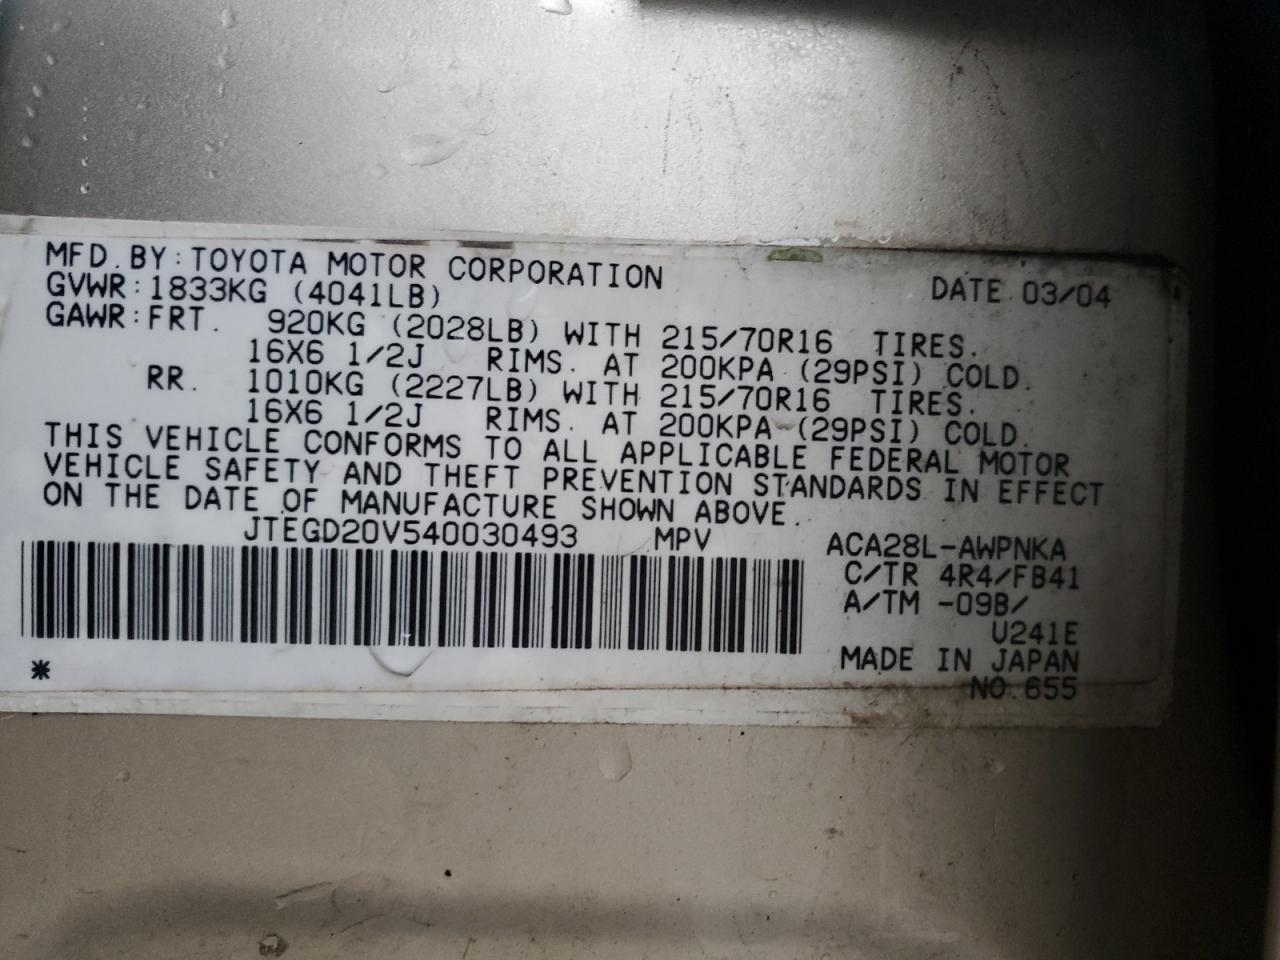 MFD. BY: TOYOTA MOTOR CORPORATION DATE 03/04
GVWR: 1833KG (4041LB)
GAWR: FRT. 920KG (2028LB) WITH 215/70R16 TIRES.
16X6 1/2J RIMS. AT 200KPA (29PSI) COLD.
RR. 1010KG (2227LB) WITH 215/70R16 TIRES.
16X6 1/2J RIMS. AT 200KPA (29PSI) COLD.
THIS VEHICLE CONFORMS TO ALL APPLICABLE FEDERAL MOTOR
VEHICLE SAFETY AND THEFT PREVENTION STANDARDS IN EFFECT
ON THE DATE OF MANUFACTURE SHOWN ABOVE.
JTEGD20V540030493 MPV ACA28L-AWPNKA
C/TR 4R4/FB41
A/TM -09B/
U241E
MADE IN JAPAN
*
NO.655